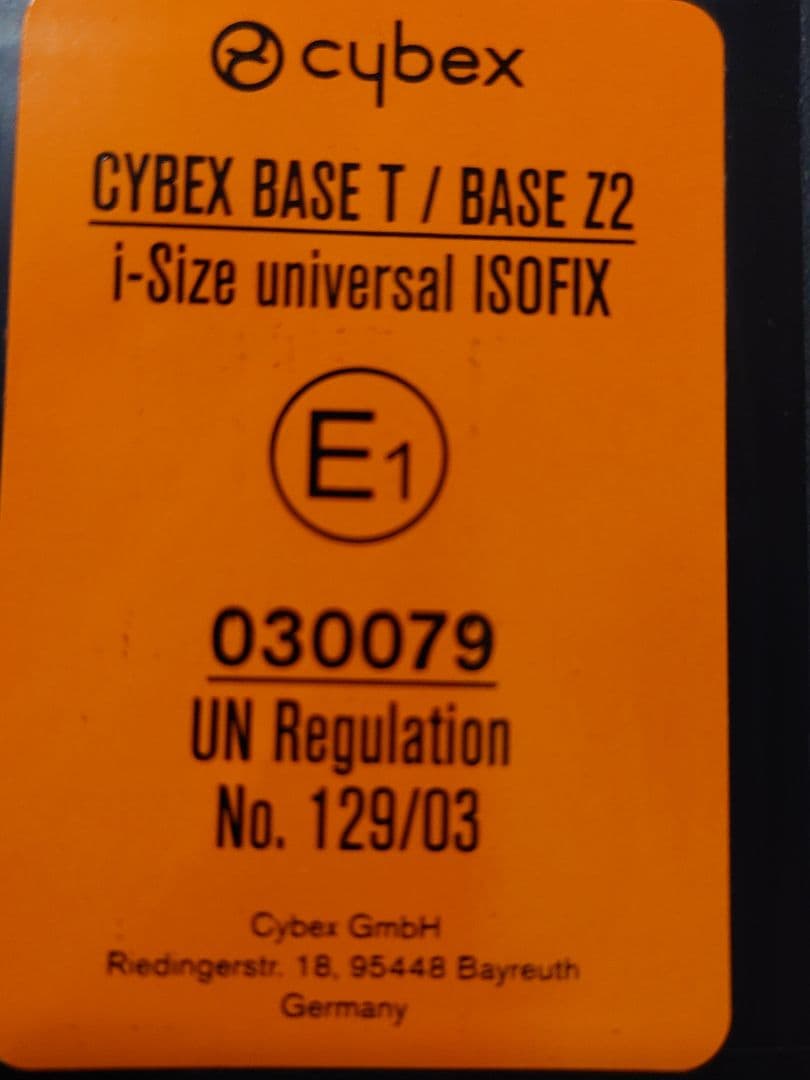 cybex
CYBEX BASE T / BASE Z2
i-Size universal ISOFIX
E1
030079
UN Regulation
No. 129/03
Cybex GmbH
Riedingerstr. 18, 95448 Bayreuth
Germany